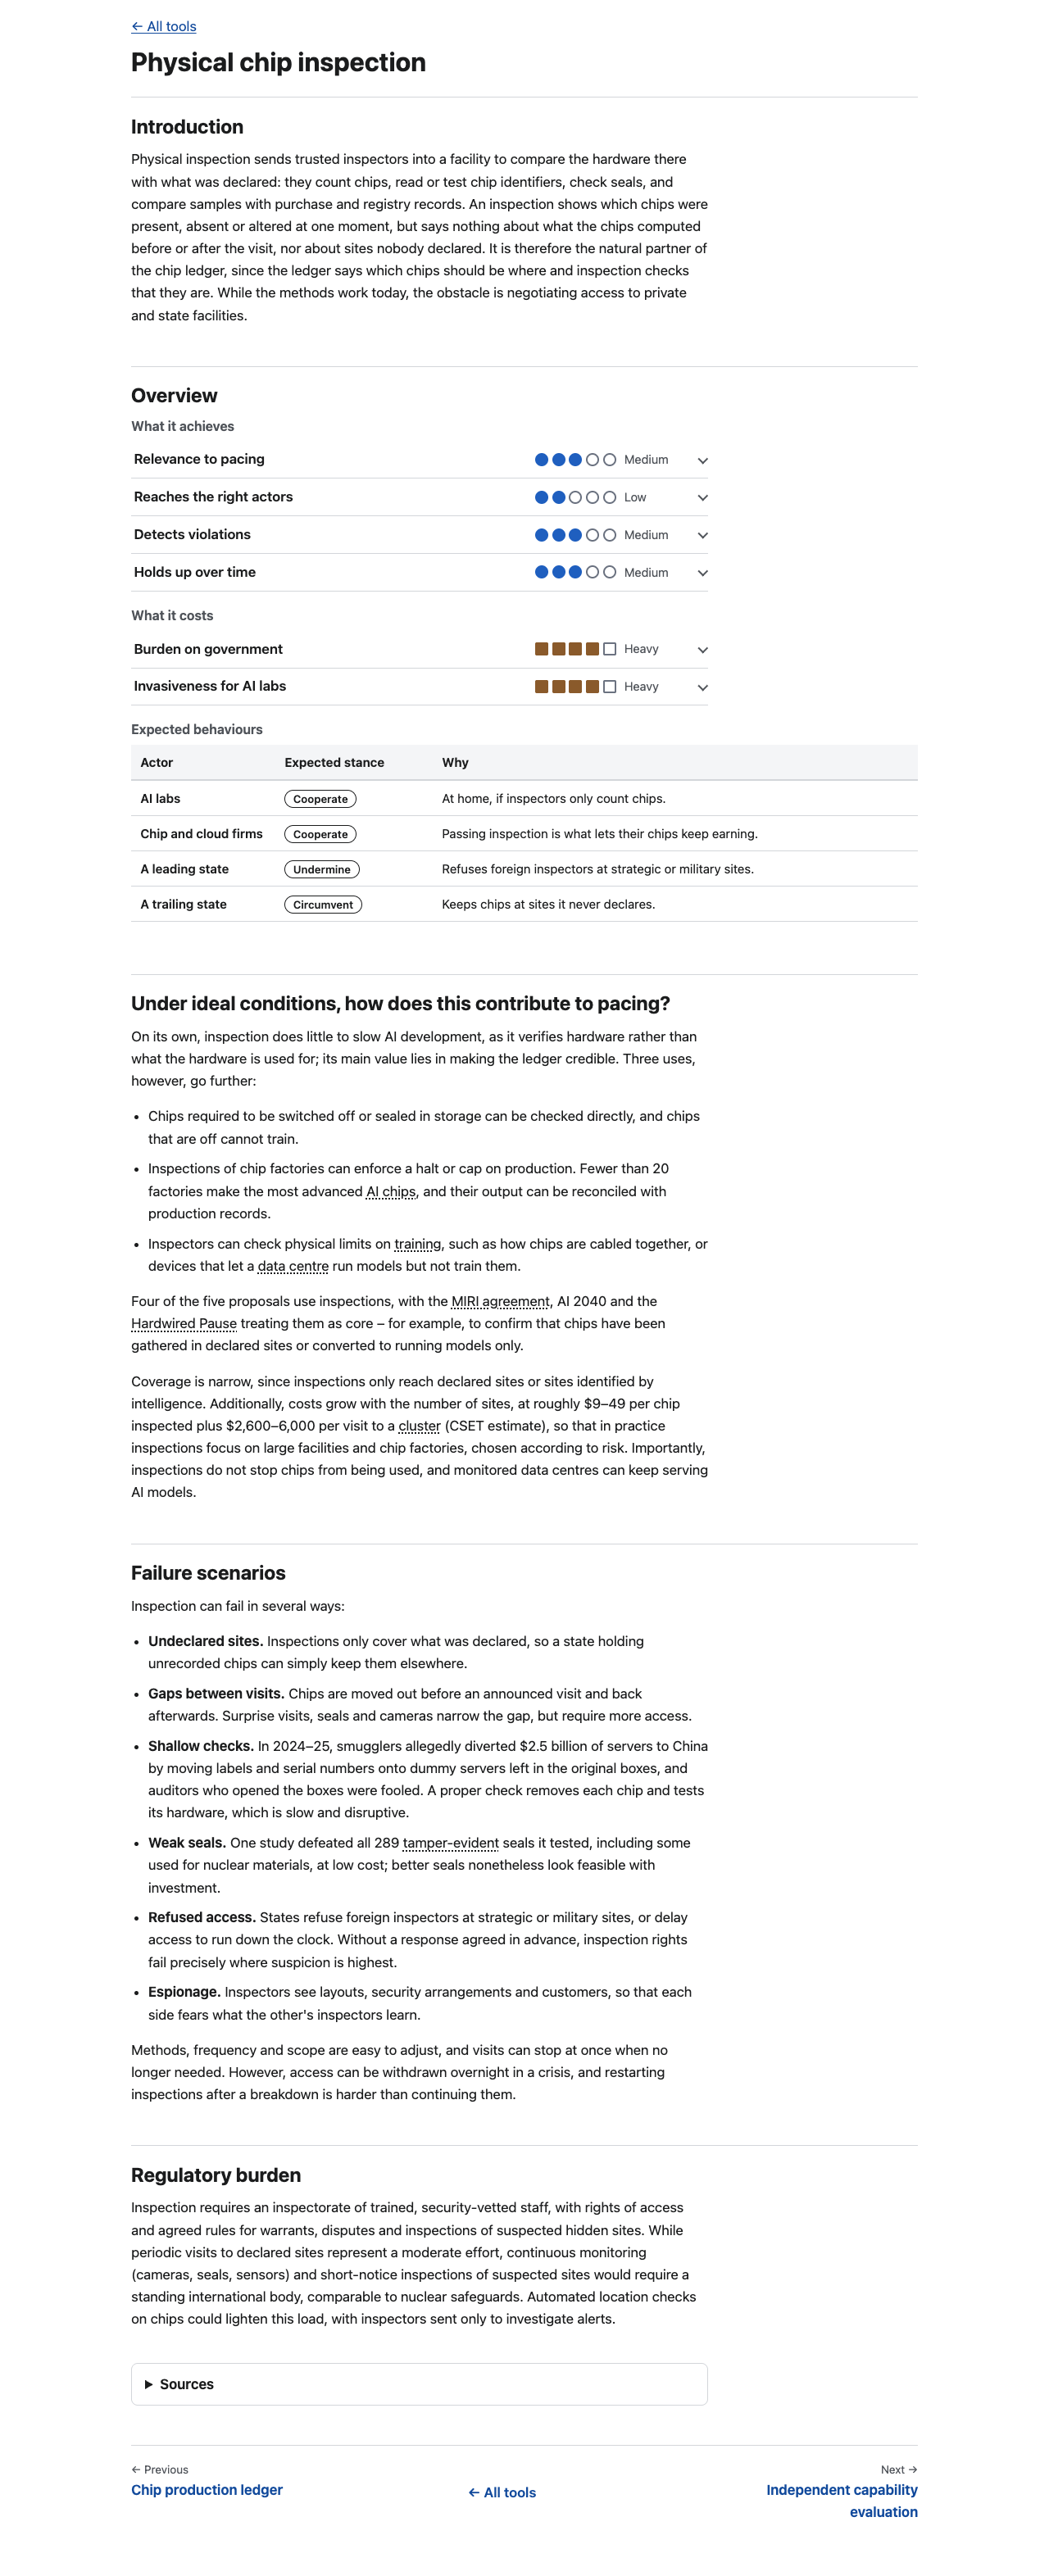 ← All tools
Physical chip inspection
Introduction
Physical inspection sends trusted inspectors into a facility to compare the hardware there
with what was declared: they count chips, read or test chip identifiers, check seals, and
compare samples with purchase and registry records. An inspection shows which chips were
present, absent or altered at one moment, but says nothing about what the chips computed
before or after the visit, nor about sites nobody declared. It is therefore the natural partner of
the chip ledger, since the ledger says which chips should be where and inspection checks
that they are. While the methods work today, the obstacle is negotiating access to private
and state facilities.
Overview
What it achieves
Relevance to pacing Medium
Reaches the right actors Low
Detects violations Medium
Holds up over time Medium
What it costs
Burden on government Heavy
Invasiveness for AI labs Heavy
Expected behaviours
Actor Expected stance Why
AI labs Cooperate At home, if inspectors only count chips.
Chip and cloud firms Cooperate Passing inspection is what lets their chips keep earning.
A leading state Undermine Refuses foreign inspectors at strategic or military sites.
A trailing state Circumvent Keeps chips at sites it never declares.
Under ideal conditions, how does this contribute to pacing?
On its own, inspection does little to slow AI development, as it verifies hardware rather than
what the hardware is used for; its main value lies in making the ledger credible. Three uses,
however, go further:
• Chips required to be switched off or sealed in storage can be checked directly, and chips
that are off cannot train.
• Inspections of chip factories can enforce a halt or cap on production. Fewer than 20
factories make the most advanced AI chips, and their output can be reconciled with
production records.
• Inspectors can check physical limits on training, such as how chips are cabled together, or
devices that let a data centre run models but not train them.
Four of the five proposals use inspections, with the MIRI agreement, AI 2040 and the
Hardwired Pause treating them as core – for example, to confirm that chips have been
gathered in declared sites or converted to running models only.
Coverage is narrow, since inspections only reach declared sites or sites identified by
intelligence. Additionally, costs grow with the number of sites, at roughly $9–49 per chip
inspected plus $2,600–6,000 per visit to a cluster (CSET estimate), so that in practice
inspections focus on large facilities and chip factories, chosen according to risk. Importantly,
inspections do not stop chips from being used, and monitored data centres can keep serving
AI models.
Failure scenarios
Inspection can fail in several ways:
• Undeclared sites. Inspections only cover what was declared, so a state holding
unrecorded chips can simply keep them elsewhere.
• Gaps between visits. Chips are moved out before an announced visit and back
afterwards. Surprise visits, seals and cameras narrow the gap, but require more access.
• Shallow checks. In 2024–25, smugglers allegedly diverted $2.5 billion of servers to China
by moving labels and serial numbers onto dummy servers left in the original boxes, and
auditors who opened the boxes were fooled. A proper check removes each chip and tests
its hardware, which is slow and disruptive.
• Weak seals. One study defeated all 289 tamper-evident seals it tested, including some
used for nuclear materials, at low cost; better seals nonetheless look feasible with
investment.
• Refused access. States refuse foreign inspectors at strategic or military sites, or delay
access to run down the clock. Without a response agreed in advance, inspection rights
fail precisely where suspicion is highest.
• Espionage. Inspectors see layouts, security arrangements and customers, so that each
side fears what the other's inspectors learn.
Methods, frequency and scope are easy to adjust, and visits can stop at once when no
longer needed. However, access can be withdrawn overnight in a crisis, and restarting
inspections after a breakdown is harder than continuing them.
Regulatory burden
Inspection requires an inspectorate of trained, security-vetted staff, with rights of access
and agreed rules for warrants, disputes and inspections of suspected hidden sites. While
periodic visits to declared sites represent a moderate effort, continuous monitoring
(cameras, seals, sensors) and short-notice inspections of suspected sites would require a
standing international body, comparable to nuclear safeguards. Automated location checks
on chips could lighten this load, with inspectors sent only to investigate alerts.
▶ Sources
← Previous
Chip production ledger
← All tools
Next →
Independent capability
evaluation